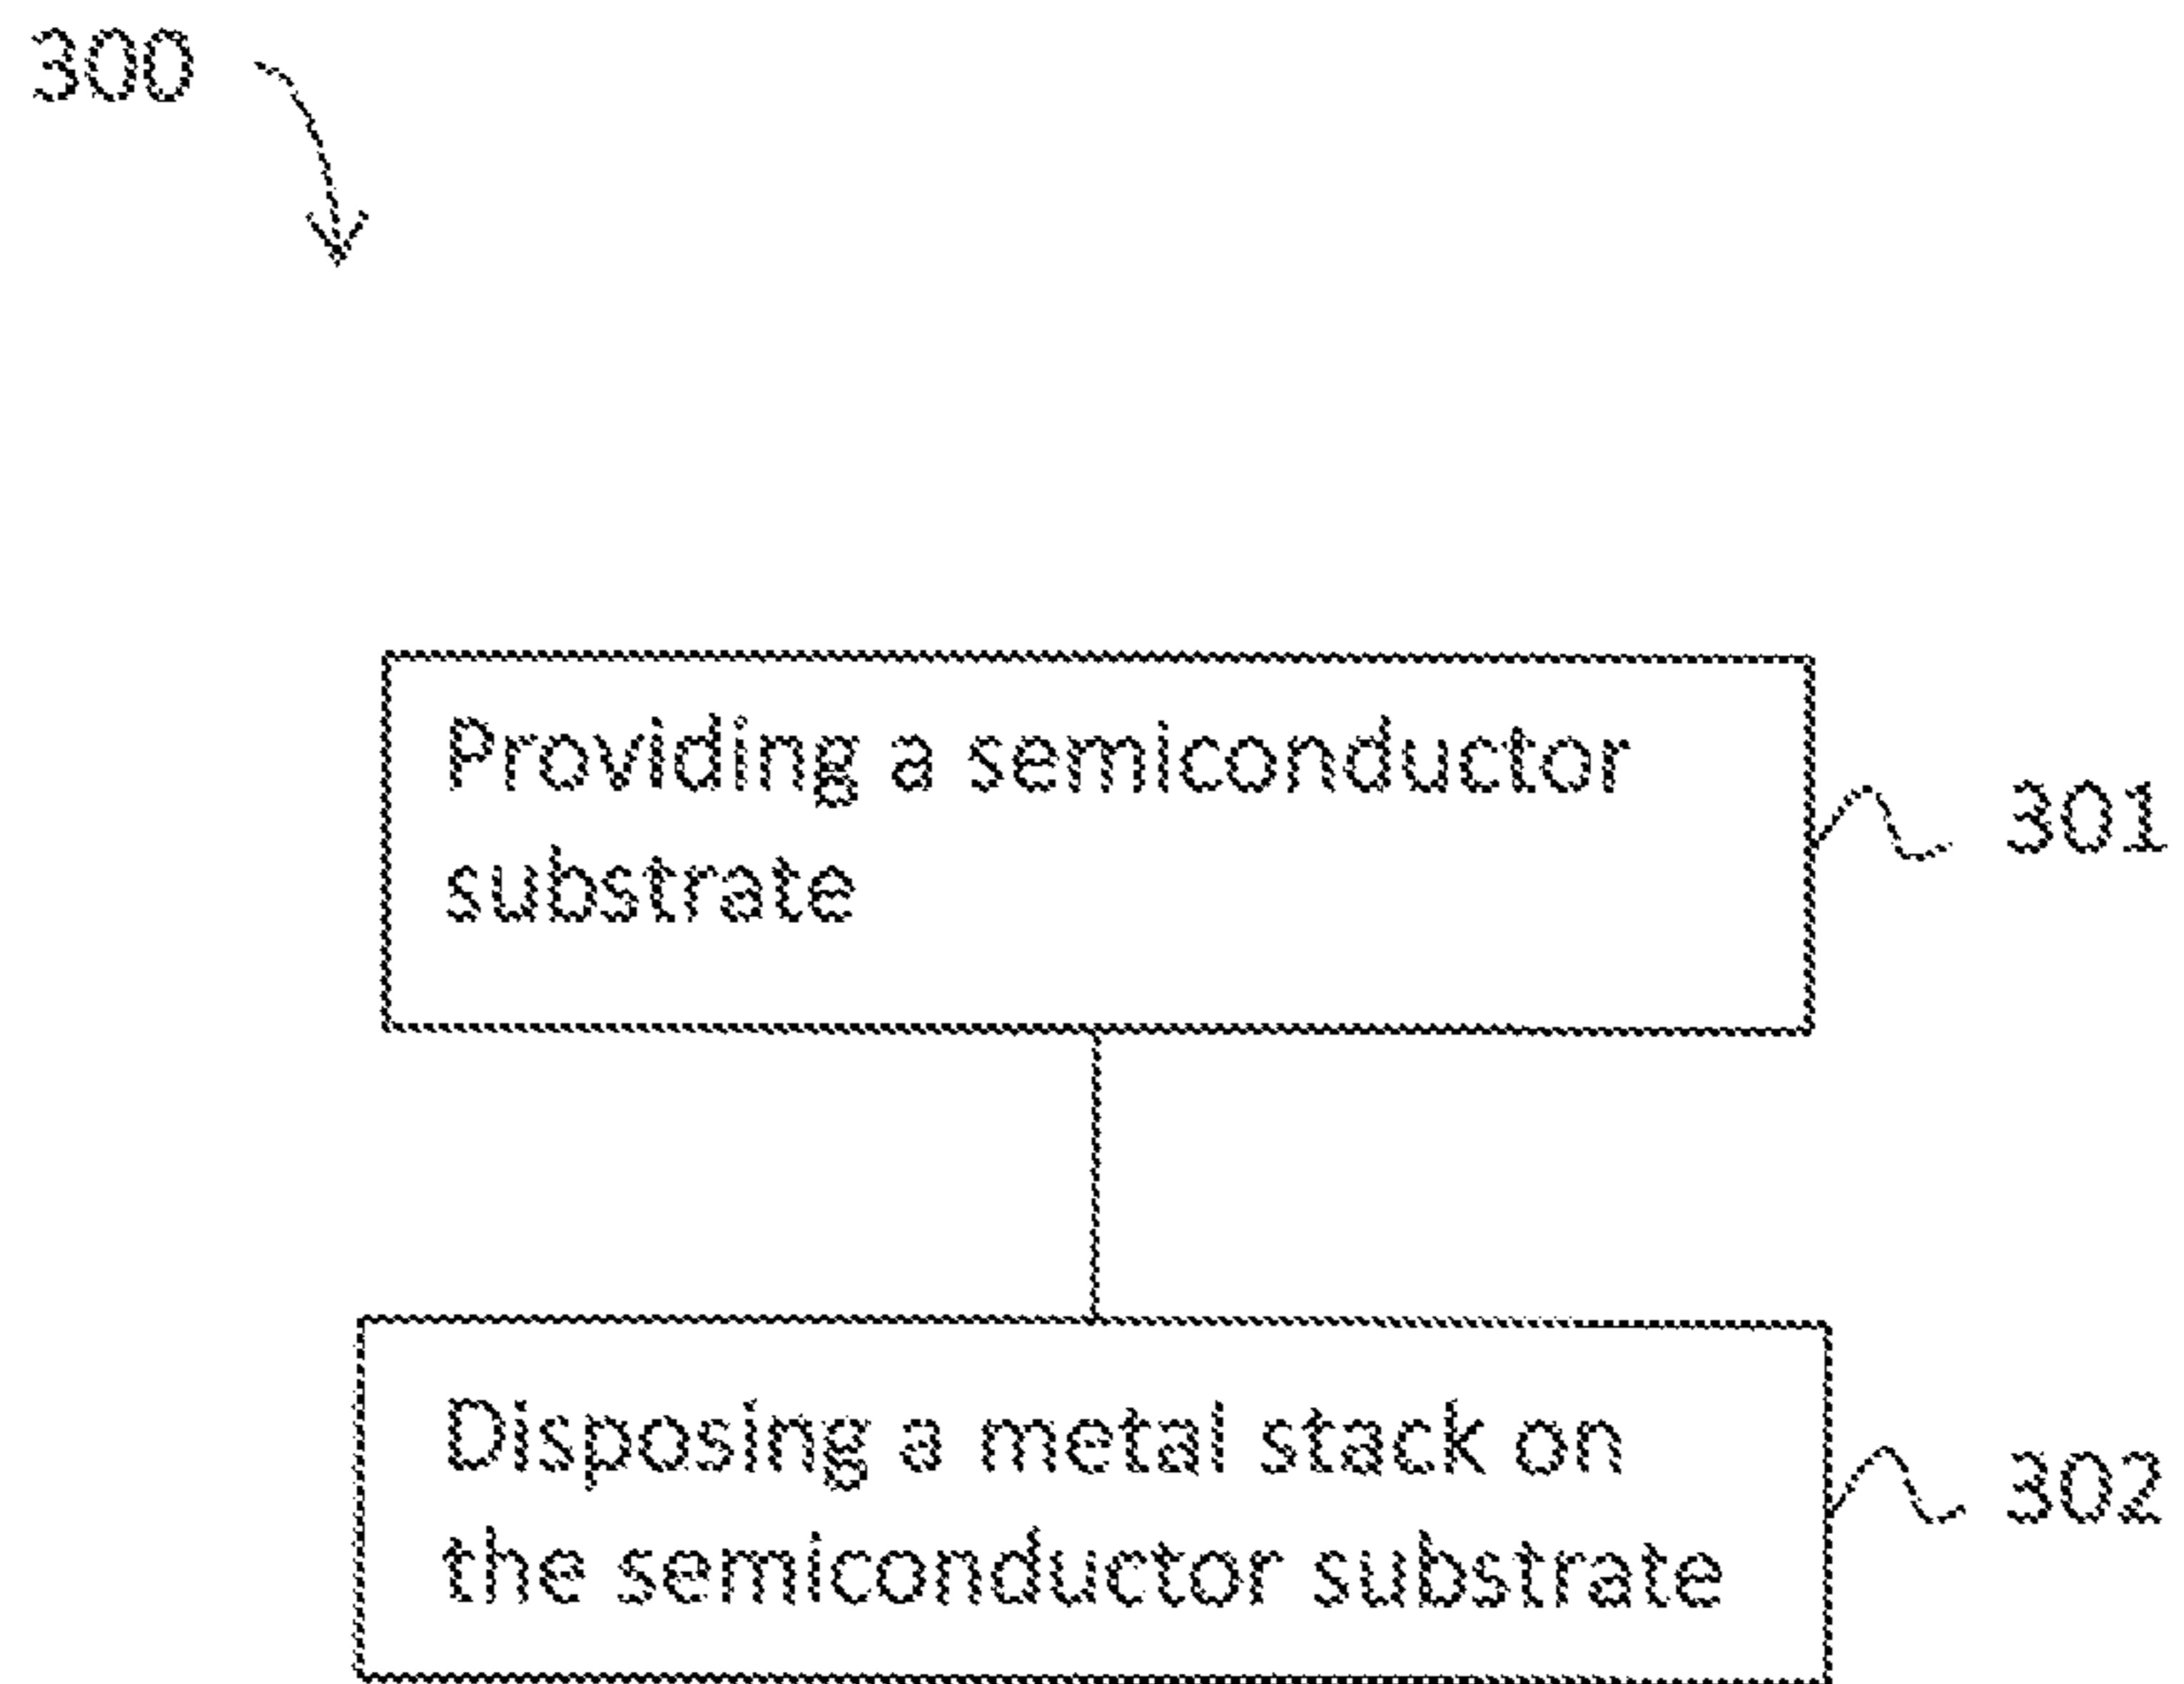 300
Providing a semiconductor
substrate
301
Disposing a metal stack on
the semiconductor substrate
302